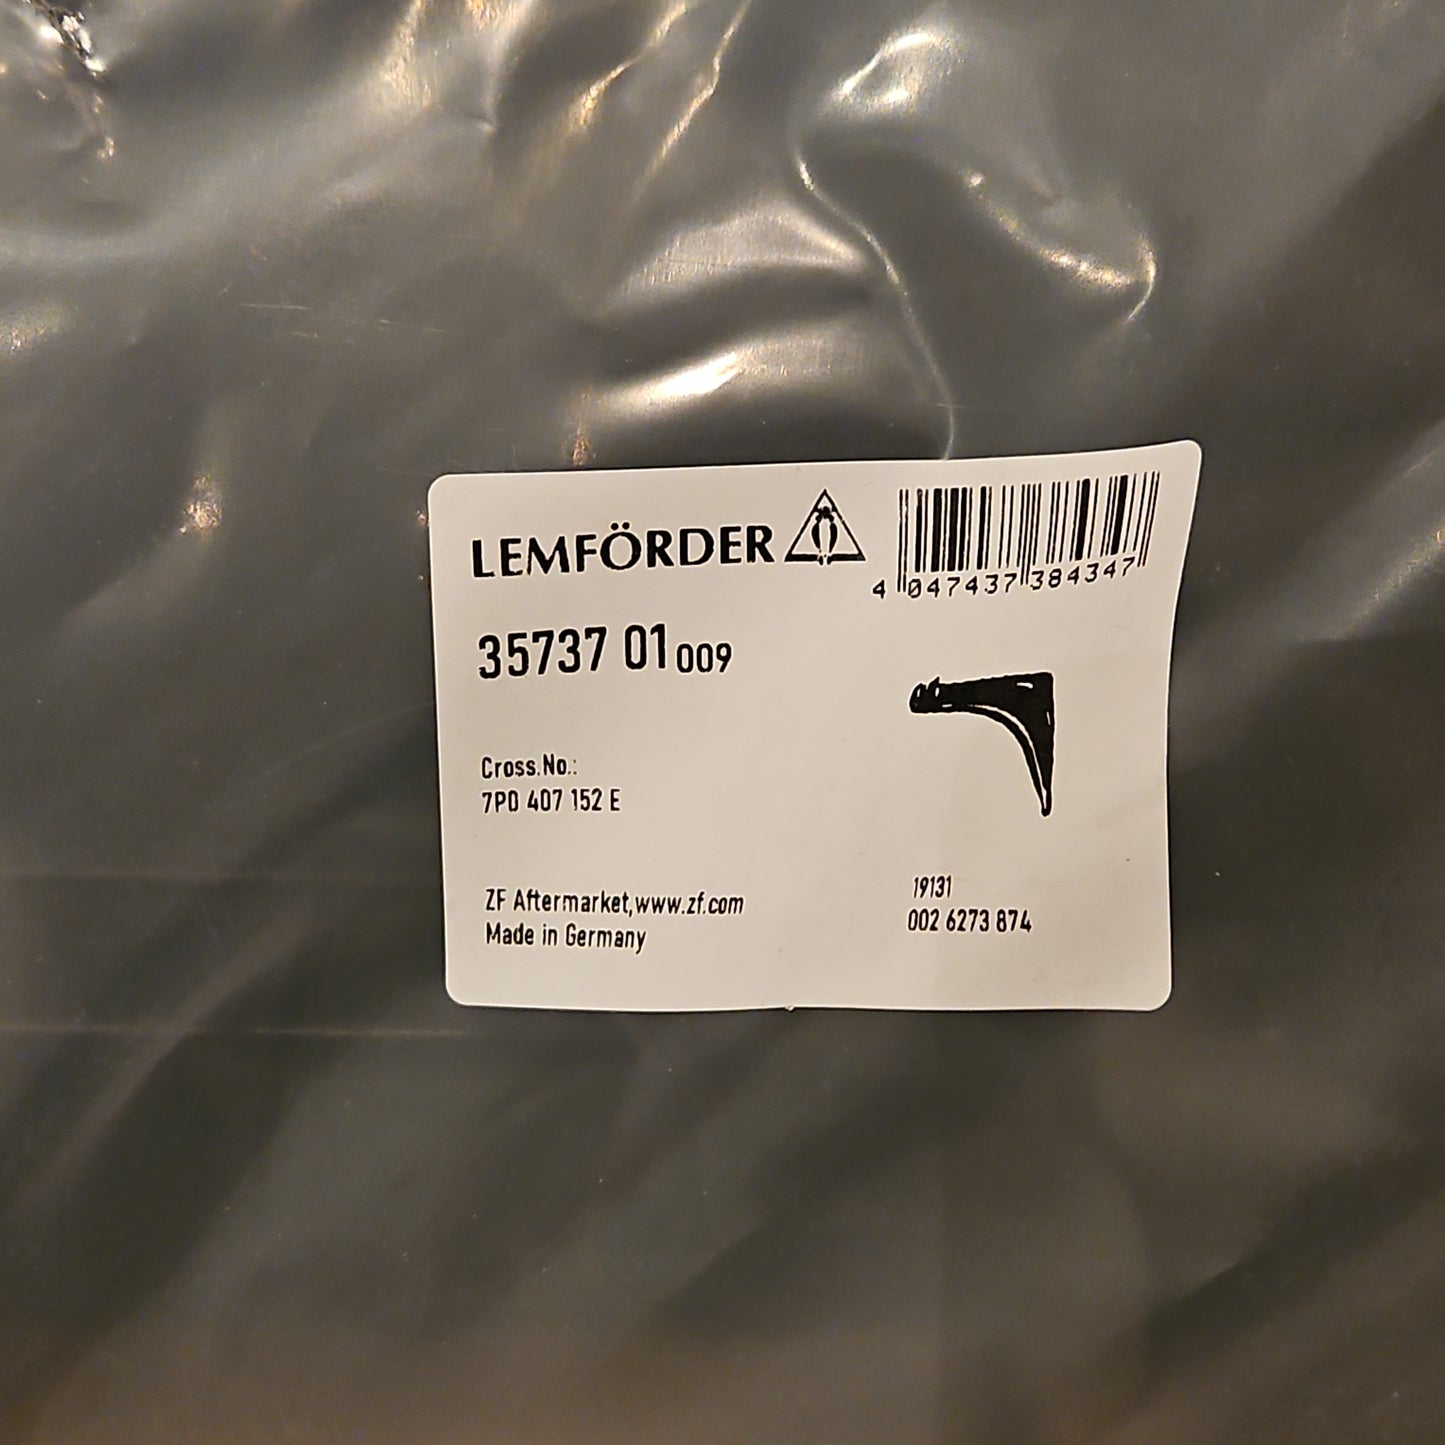 LEMFÖRDER
4 047437 384347
35737 01 009
Cross.No.:
7P0 407 152 E
ZF Aftermarket,www.zf.com
Made in Germany
19131
002 6273 874